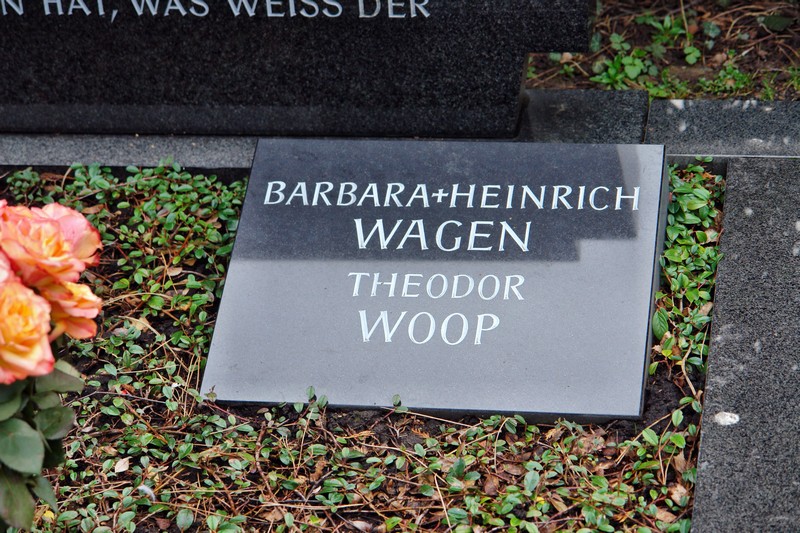 N HAT, WAS WEISS DER
BARBARA+HEINRICH
WAGEN
THEODOR
WOOP